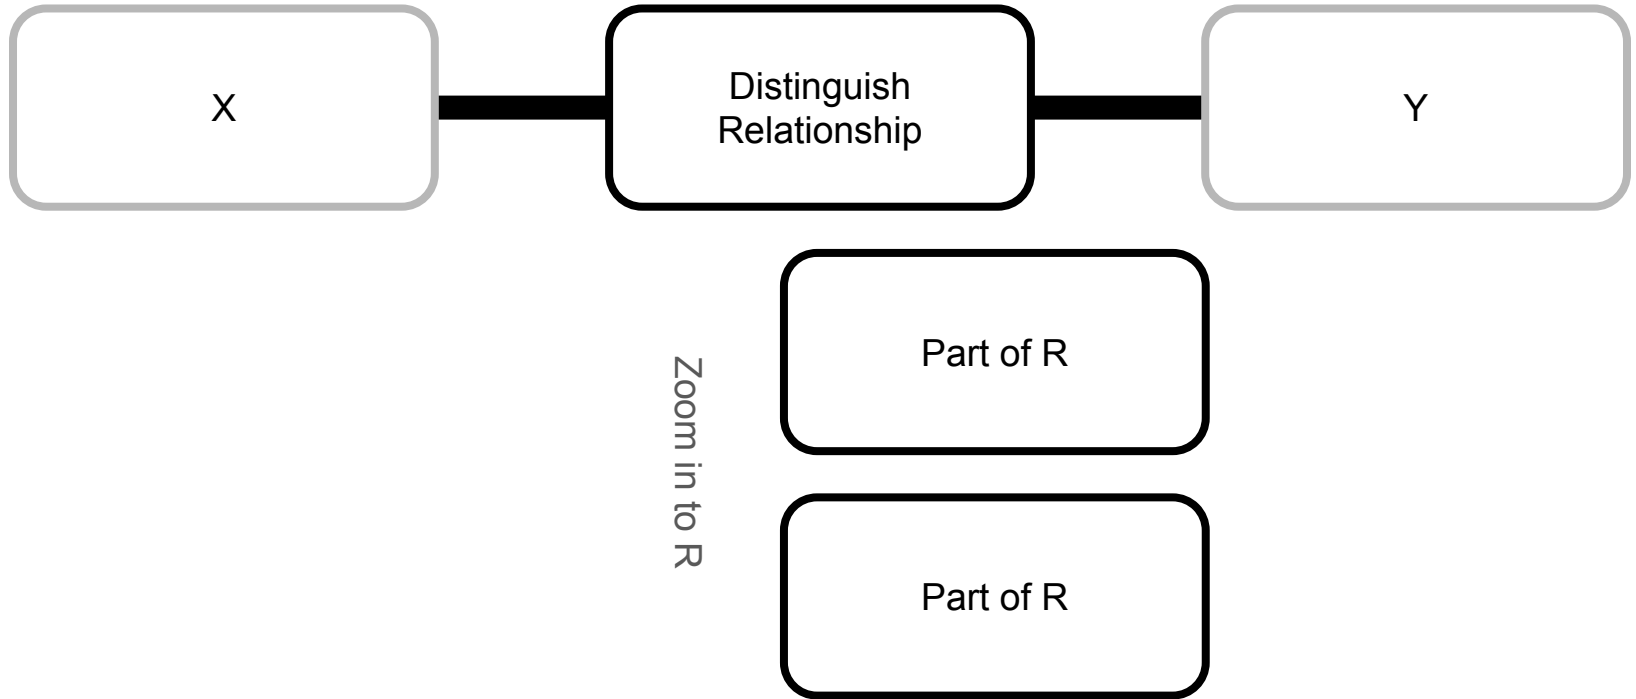 X
Distinguish
Relationship
Y
Part of R
Zoom in to R
Part of R